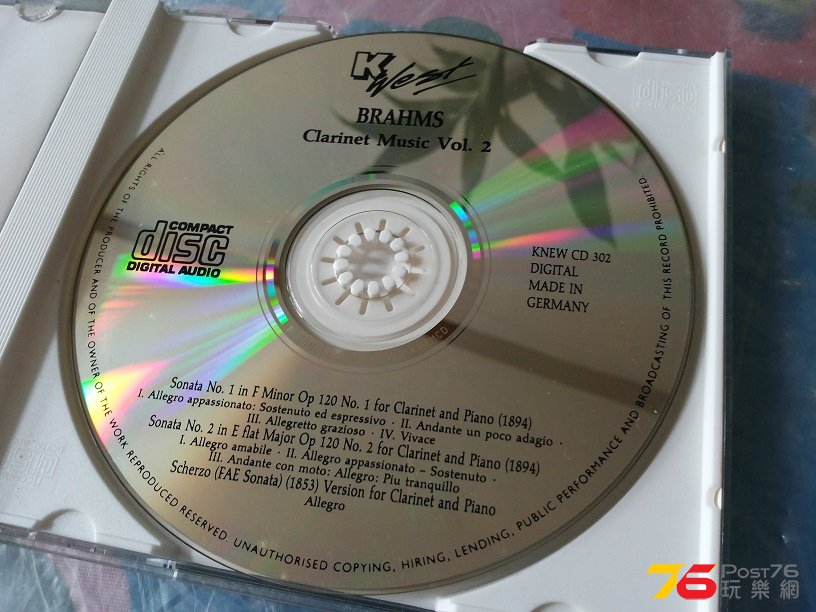 K West
BRAHMS
Clarinet Music Vol. 2
COMPACT
disc
DIGITAL AUDIO
KNEW CD 302
DIGITAL
MADE IN
GERMANY
Sonata No. 1 in F Minor Op 120 No. 1 for Clarinet and Piano (1894)
I. Allegro appassionato: Sostenuto ed espressivo · II. Andante un poco adagio ·
III. Allegretto grazioso · IV. Vivace
Sonata No. 2 in E flat Major Op 120 No. 2 for Clarinet and Piano (1894)
I. Allegro amabile · II. Allegro appassionato – Sostenuto ·
III. Andante con moto: Allegro: Piu tranquillo
Scherzo (FAE Sonata) (1853) Version for Clarinet and Piano
Allegro
ALL RIGHTS OF THE PRODUCER AND OF THE OWNER OF THE WORK REPRODUCED RESERVED. UNAUTHORISED COPYING, HIRING, LENDING, PUBLIC PERFORMANCE AND BROADCASTING OF THIS RECORD PROHIBITED.
disc
76 Post76
玩樂網